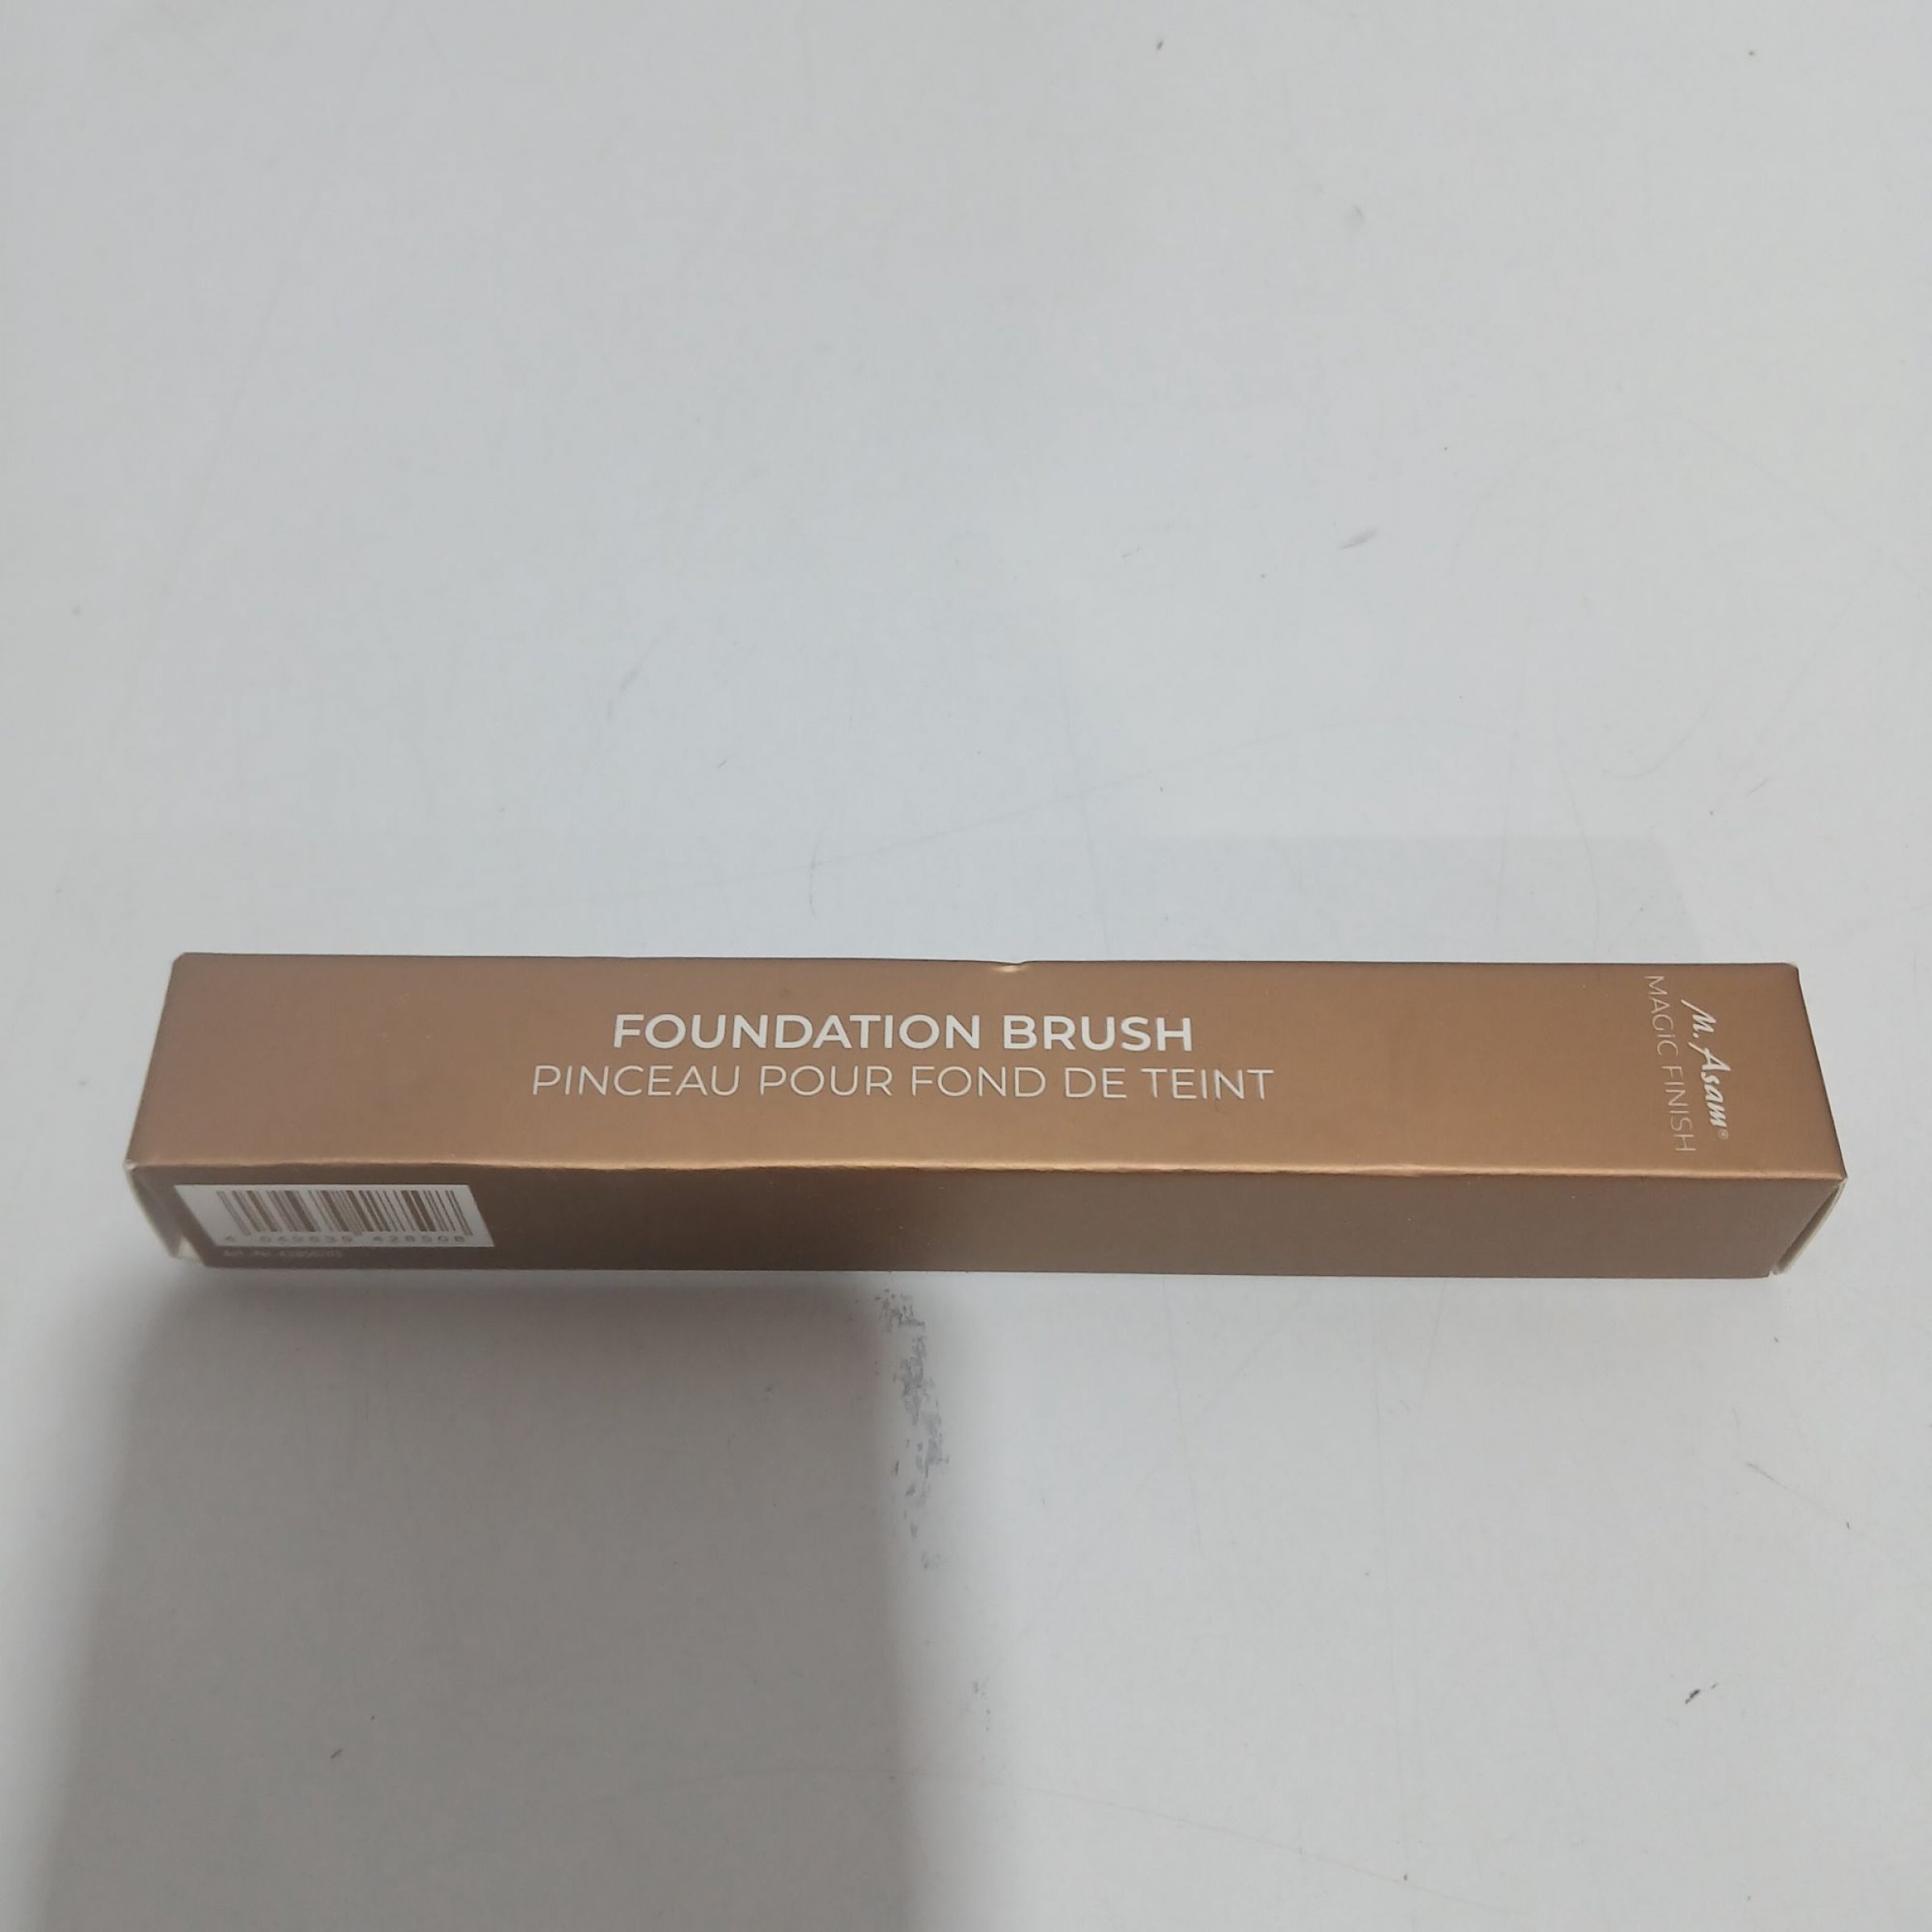 FOUNDATION BRUSH
PINCEAU POUR FOND DE TEINT
M. Asam®
MAGIC FINISH